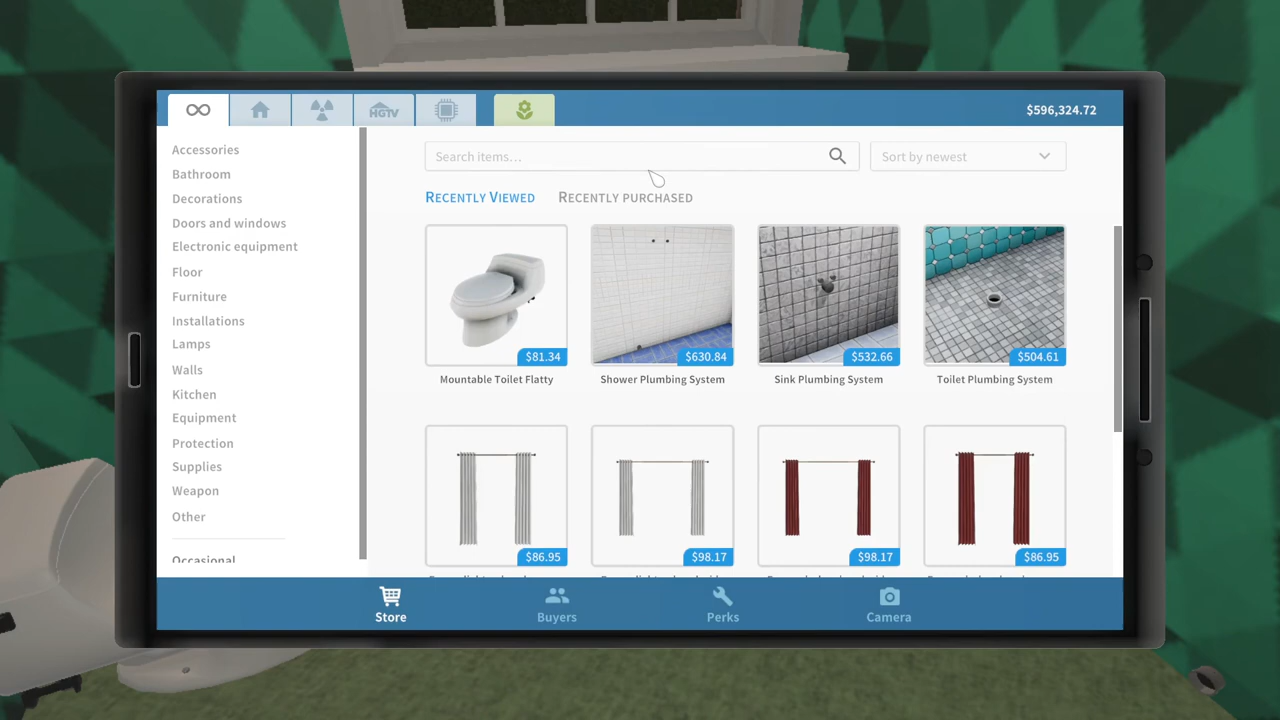 HGTV
$596,324.72
Accessories
Bathroom
Decorations
Doors and windows
Electronic equipment
Floor
Furniture
Installations
Lamps
Walls
Kitchen
Equipment
Protection
Supplies
Weapon
Other
Occasional
Search items...
Sort by newest
RECENTLY VIEWED
RECENTLY PURCHASED
$81.34
$630.84
$532.66
$504.61
Mountable Toilet Flatty
Shower Plumbing System
Sink Plumbing System
Toilet Plumbing System
$86.95
$98.17
$98.17
$86.95
Store
Buyers
Perks
Camera